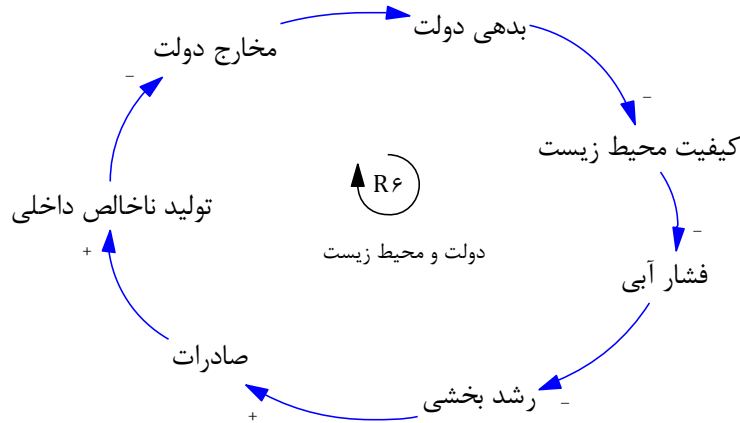 بدهی دولت
مخارج دولت
–
–
کیفیت محیط زیست
R۶
تولید ناخالص داخلی
–
+
دولت و محیط زیست
فشار آبی
صادرات
رشد بخشی
–
+